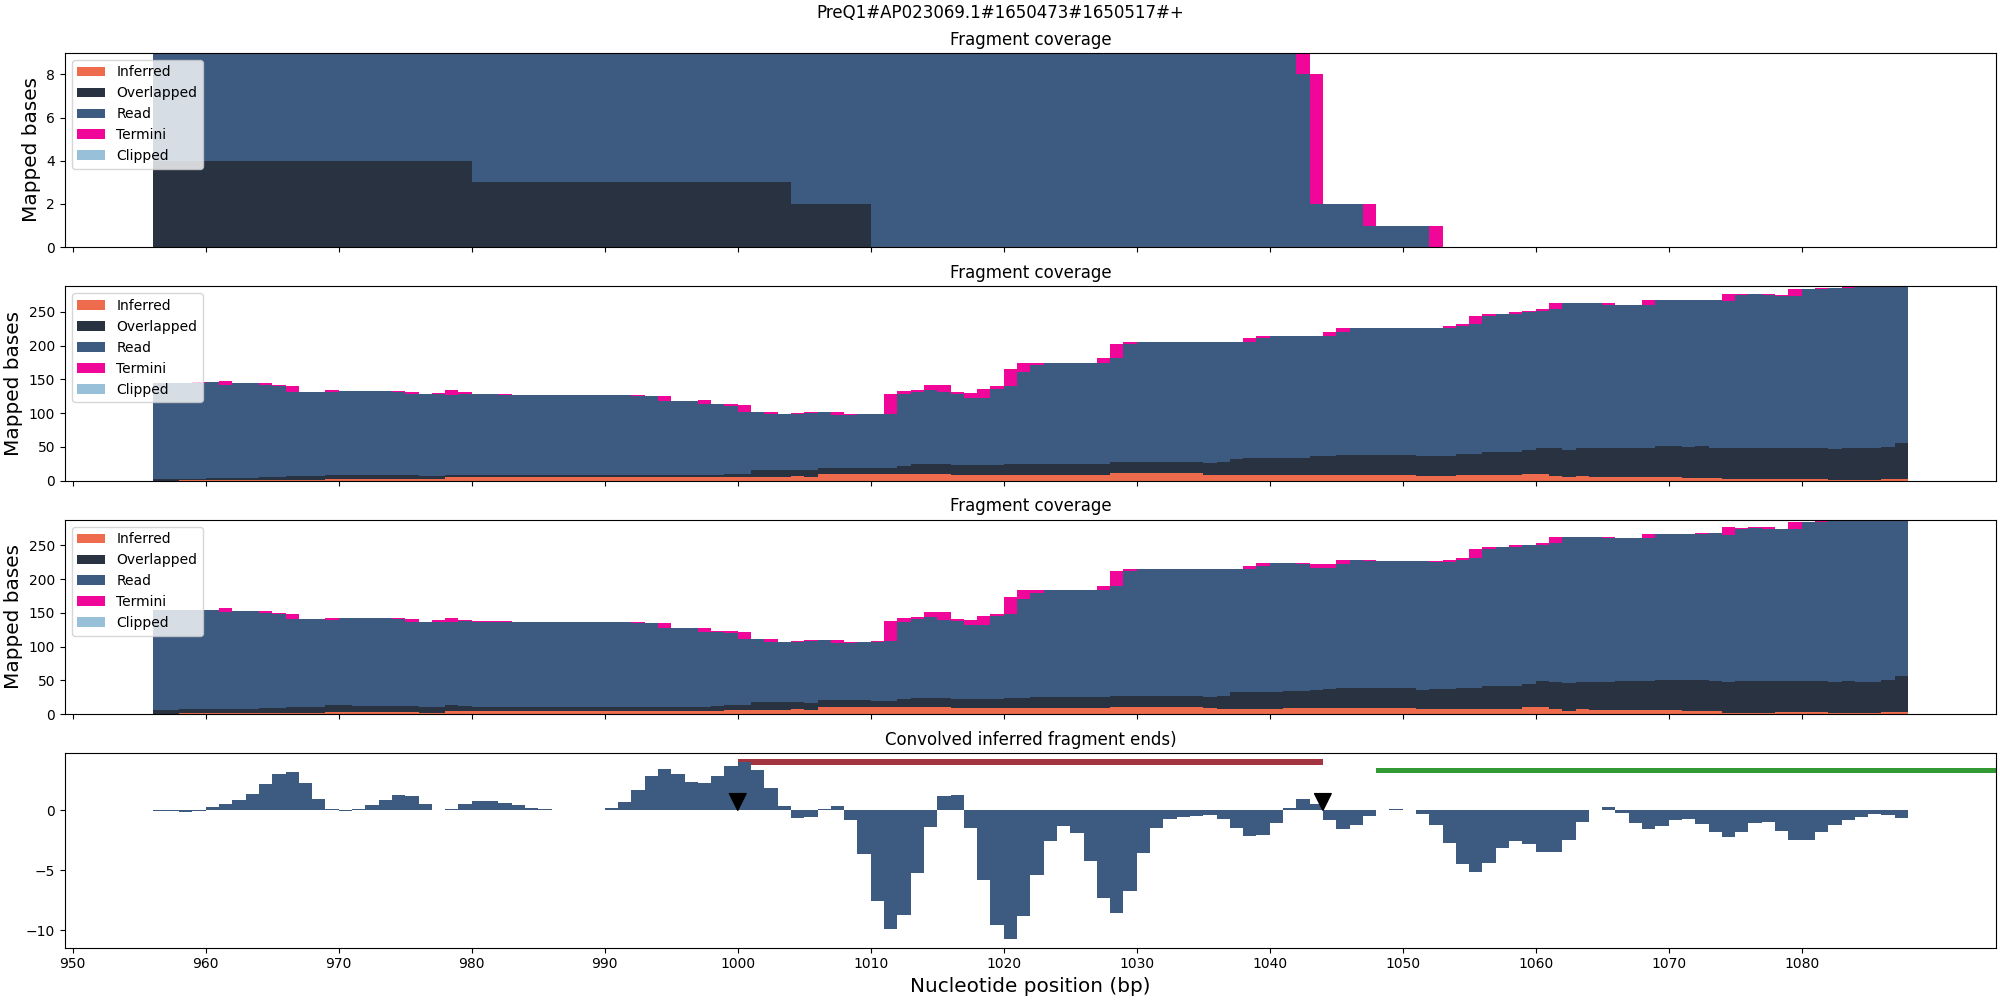 PreQ1#AP023069.1#1650473#1650517#+
Fragment coverage
Mapped bases
8
6
4
2
0
Inferred
Overlapped
Read
Termini
Clipped
Fragment coverage
Mapped bases
250
200
150
100
50
0
Inferred
Overlapped
Read
Termini
Clipped
Fragment coverage
Mapped bases
250
200
150
100
50
0
Inferred
Overlapped
Read
Termini
Clipped
Convolved inferred fragment ends)
0
−5
−10
950 960 970 980 990 1000 1010 1020 1030 1040 1050 1060 1070 1080
Nucleotide position (bp)